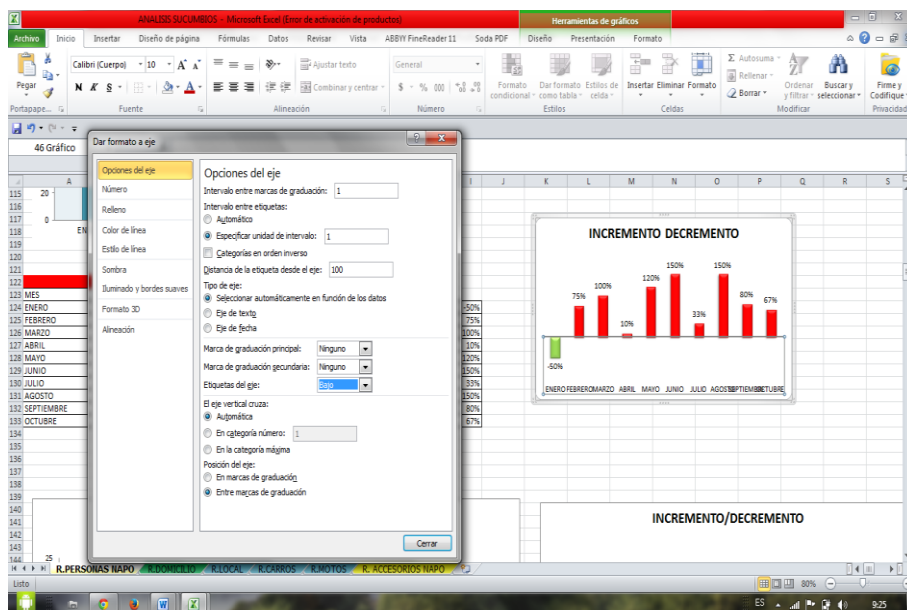 ANALISIS SUCUMBIOS - Microsoft Excel (Error de activación de productos)
Herramientas de gráficos
Archivo Inicio Insertar Diseño de página Fórmulas Datos Revisar Vista ABBYY FineReader 11 Soda PDF Diseño Presentación Formato
Calibri (Cuerpo) 10 A A Ajustar texto General Σ Autosuma
Rellenar
Pegar N K S A Combinar y centrar $ % 000 Formato Dar formato Estilos de Insertar Eliminar Formato Borrar Ordenar Buscar y Firme y
condicional como tabla celda y filtrar seleccionar Codifique
Portapape... Fuente Alineación Número Estilos Celdas Modificar Privacidad
46 Gráfico
Dar formato a eje
Opciones del eje
Número
Relleno
Color de línea
Estilo de línea
Sombra
Iluminado y bordes suaves
Formato 3D
Alineación
Opciones del eje
Intervalo entre marcas de graduación: 1
Intervalo entre etiquetas:
Automático
Especificar unidad de intervalo: 1
Categorías en orden inverso
Distancia de la etiqueta desde el eje: 100
Tipo de eje:
Seleccionar automáticamente en función de los datos
Eje de texto
Eje de fecha
Marca de graduación principal: Ninguno
Marca de graduación secundaria: Ninguno
Etiquetas del eje: Bajo
El eje vertical cruza:
Automática
En categoría número: 1
En la categoría máxima
Posición del eje:
En marcas de graduación
Entre marcas de graduación
Cerrar
A I J K L M N O P Q R S
115 20
116
117 0
118 EN
119
120
121
122
123 MES
124 ENERO -50%
125 FEBRERO 75%
126 MARZO 100%
127 ABRIL 10%
128 MAYO 120%
129 JUNIO 150%
130 JULIO 33%
131 AGOSTO 150%
132 SEPTIEMBRE 80%
133 OCTUBRE 67%
134
135
136
137
138
139
140
141
142
143
144 25
INCREMENTO DECREMENTO
-50% 75% 100% 10% 120% 150% 33% 150% 80% 67%
ENERO FEBRERO MARZO ABRIL MAYO JUNIO JULIO AGOSTO SEPTIEMBRE OCTUBRE
INCREMENTO/DECREMENTO
R.PERSONAS NAPO R.DOMICILIO R.LOCAL R.CARROS R.MOTOS R. ACCESORIOS NAPO
Listo 80%
ES 9:25